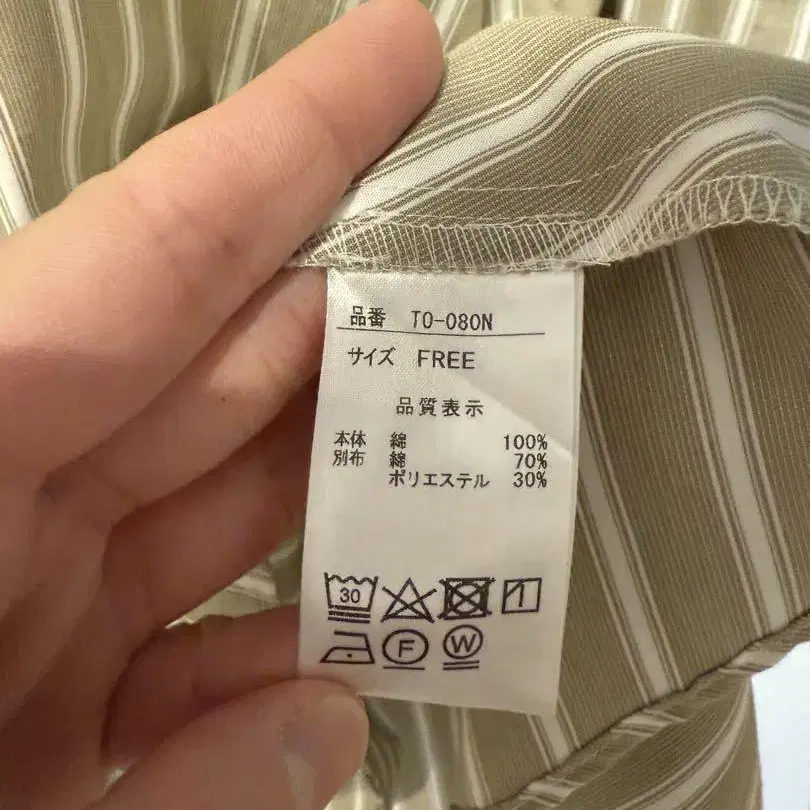 品番 TO-080N
サイズ FREE
品質表示
本体 綿 100%
別布 綿 70%
ポリエステル 30%
30
F W